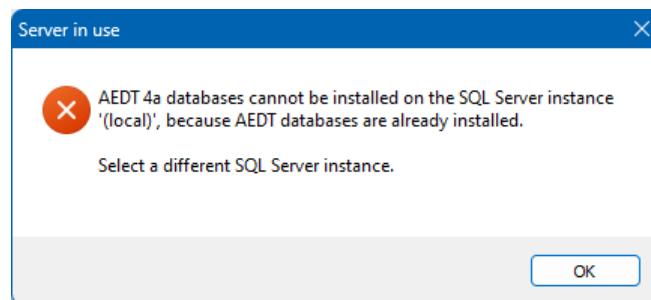 Server in use
AEDT 4a databases cannot be installed on the SQL Server instance
'(local)', because AEDT databases are already installed.
Select a different SQL Server instance.
OK